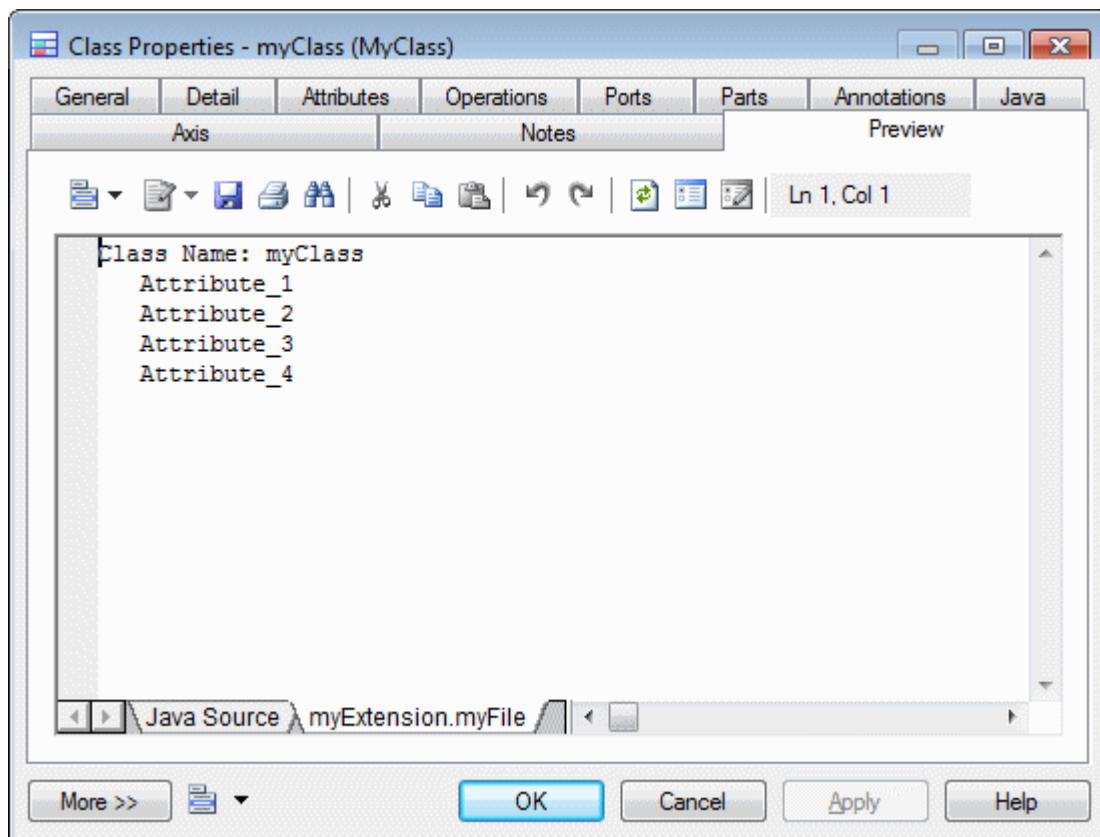 Class Properties - myClass (MyClass)
General Detail Attributes Operations Ports Parts Annotations Java
Axis Notes Preview
Ln 1, Col 1
Class Name: myClass
Attribute_1
Attribute_2
Attribute_3
Attribute_4
Java Source myExtension.myFile
More >> OK Cancel Apply Help